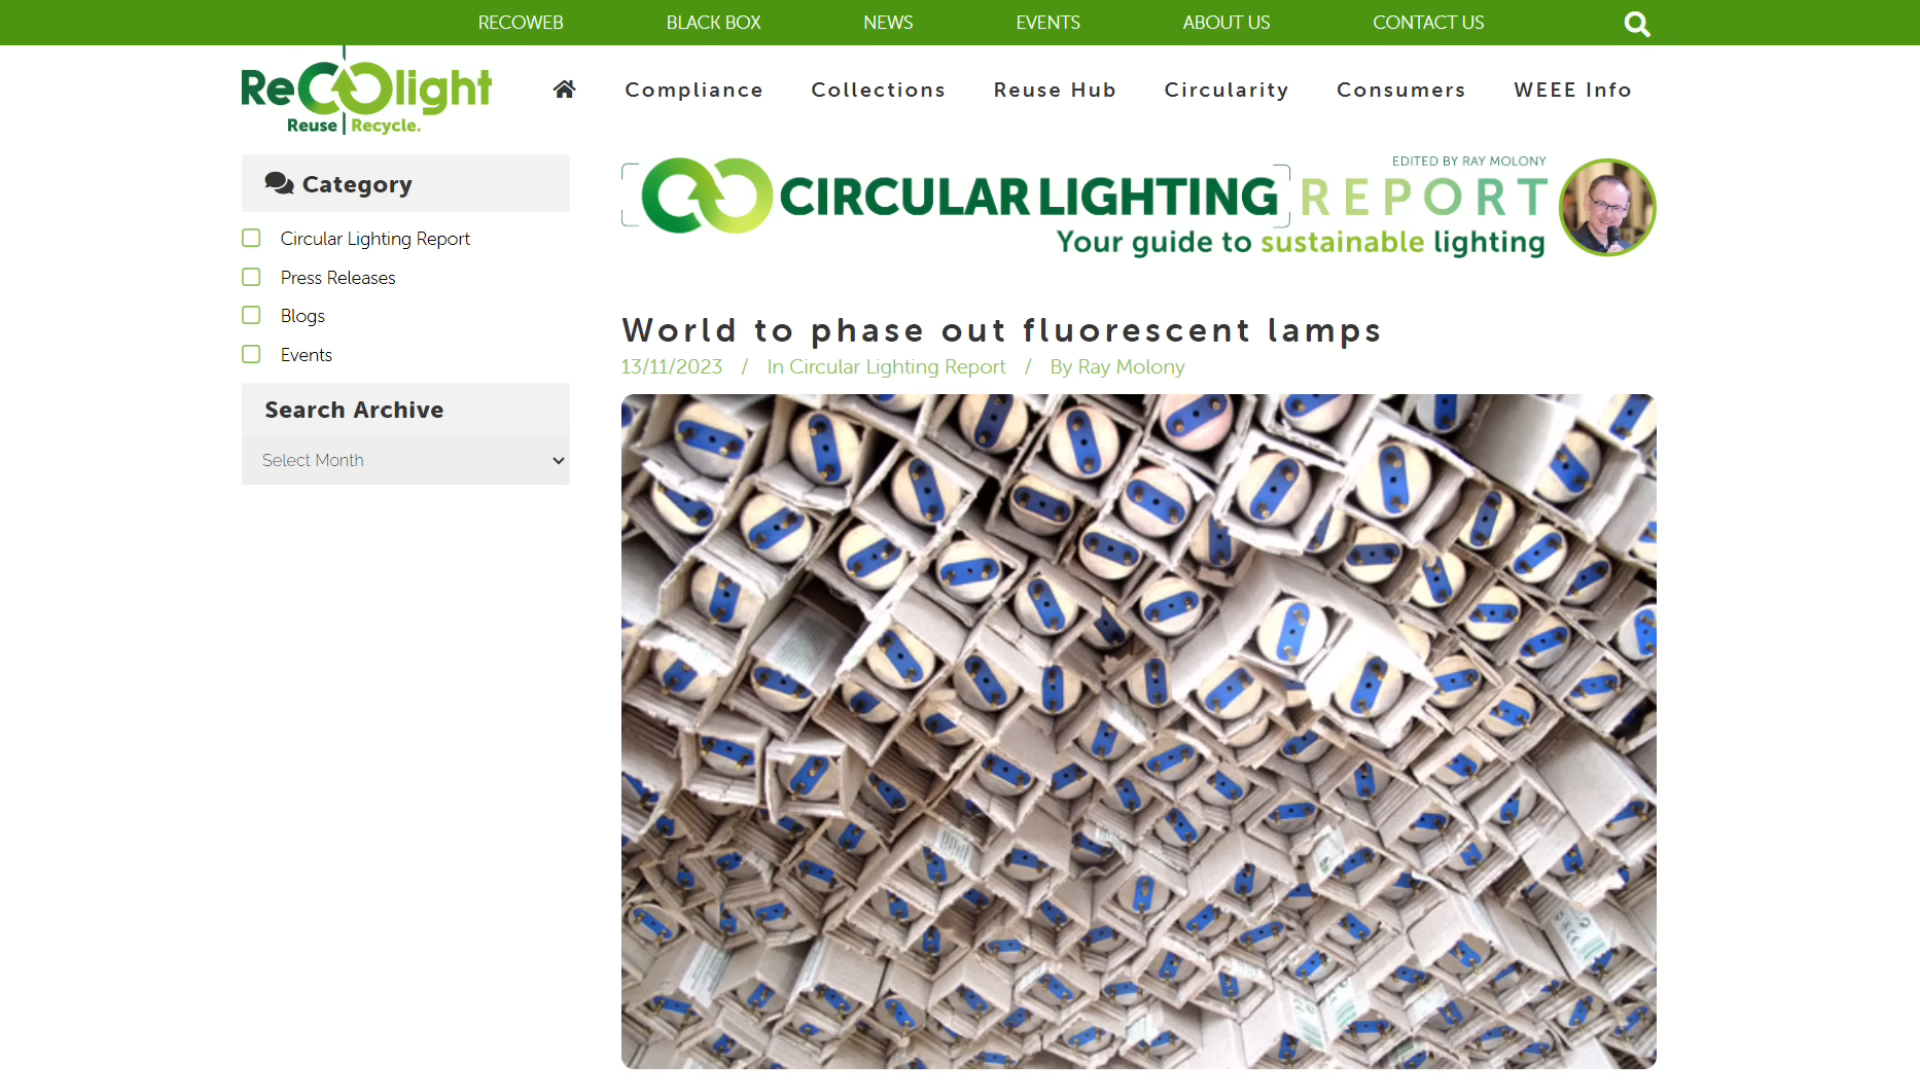 RECOWEB BLACK BOX NEWS EVENTS ABOUT US CONTACT US
ReCOlight
Reuse | Recycle.
Compliance Collections Reuse Hub Circularity Consumers WEEE Info
Category
Circular Lighting Report
Press Releases
Blogs
Events
Search Archive
Select Month
EDITED BY RAY MOLONY
CIRCULAR LIGHTING REPORT
Your guide to sustainable lighting
World to phase out fluorescent lamps
13/11/2023 / In Circular Lighting Report / By Ray Molony